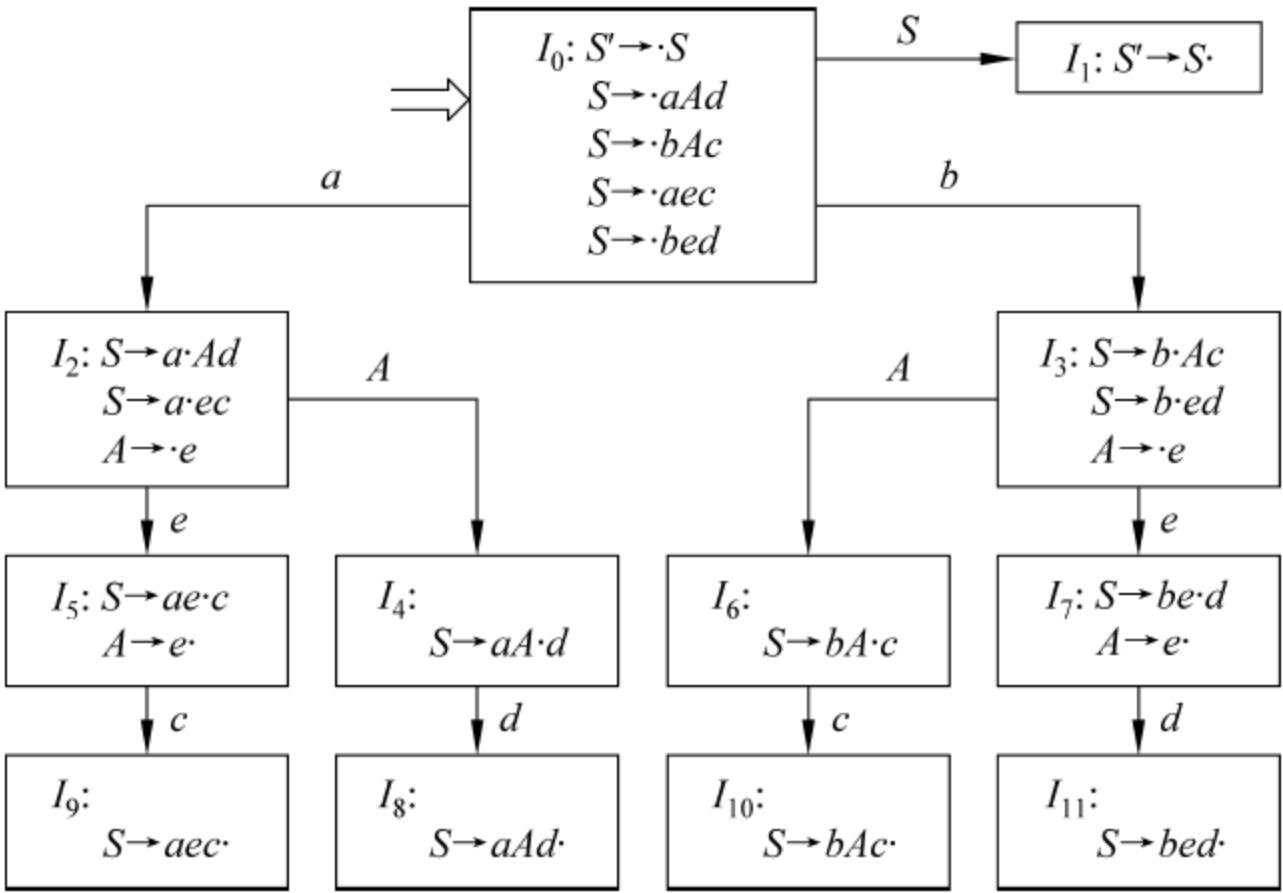 I₀: S′→·S
S→·aAd
S→·bAc
S→·aec
S→·bed
S
I₁: S′→S·
a
b
I₂: S→a·Ad
S→a·ec
A→·e
A
A
I₃: S→b·Ac
S→b·ed
A→·e
e
e
I₅: S→ae·c
A→e·
I₄:
S→aA·d
I₆:
S→bA·c
I₇: S→be·d
A→e·
c
d
c
d
I₉:
S→aec·
I₈:
S→aAd·
I₁₀:
S→bAc·
I₁₁:
S→bed·